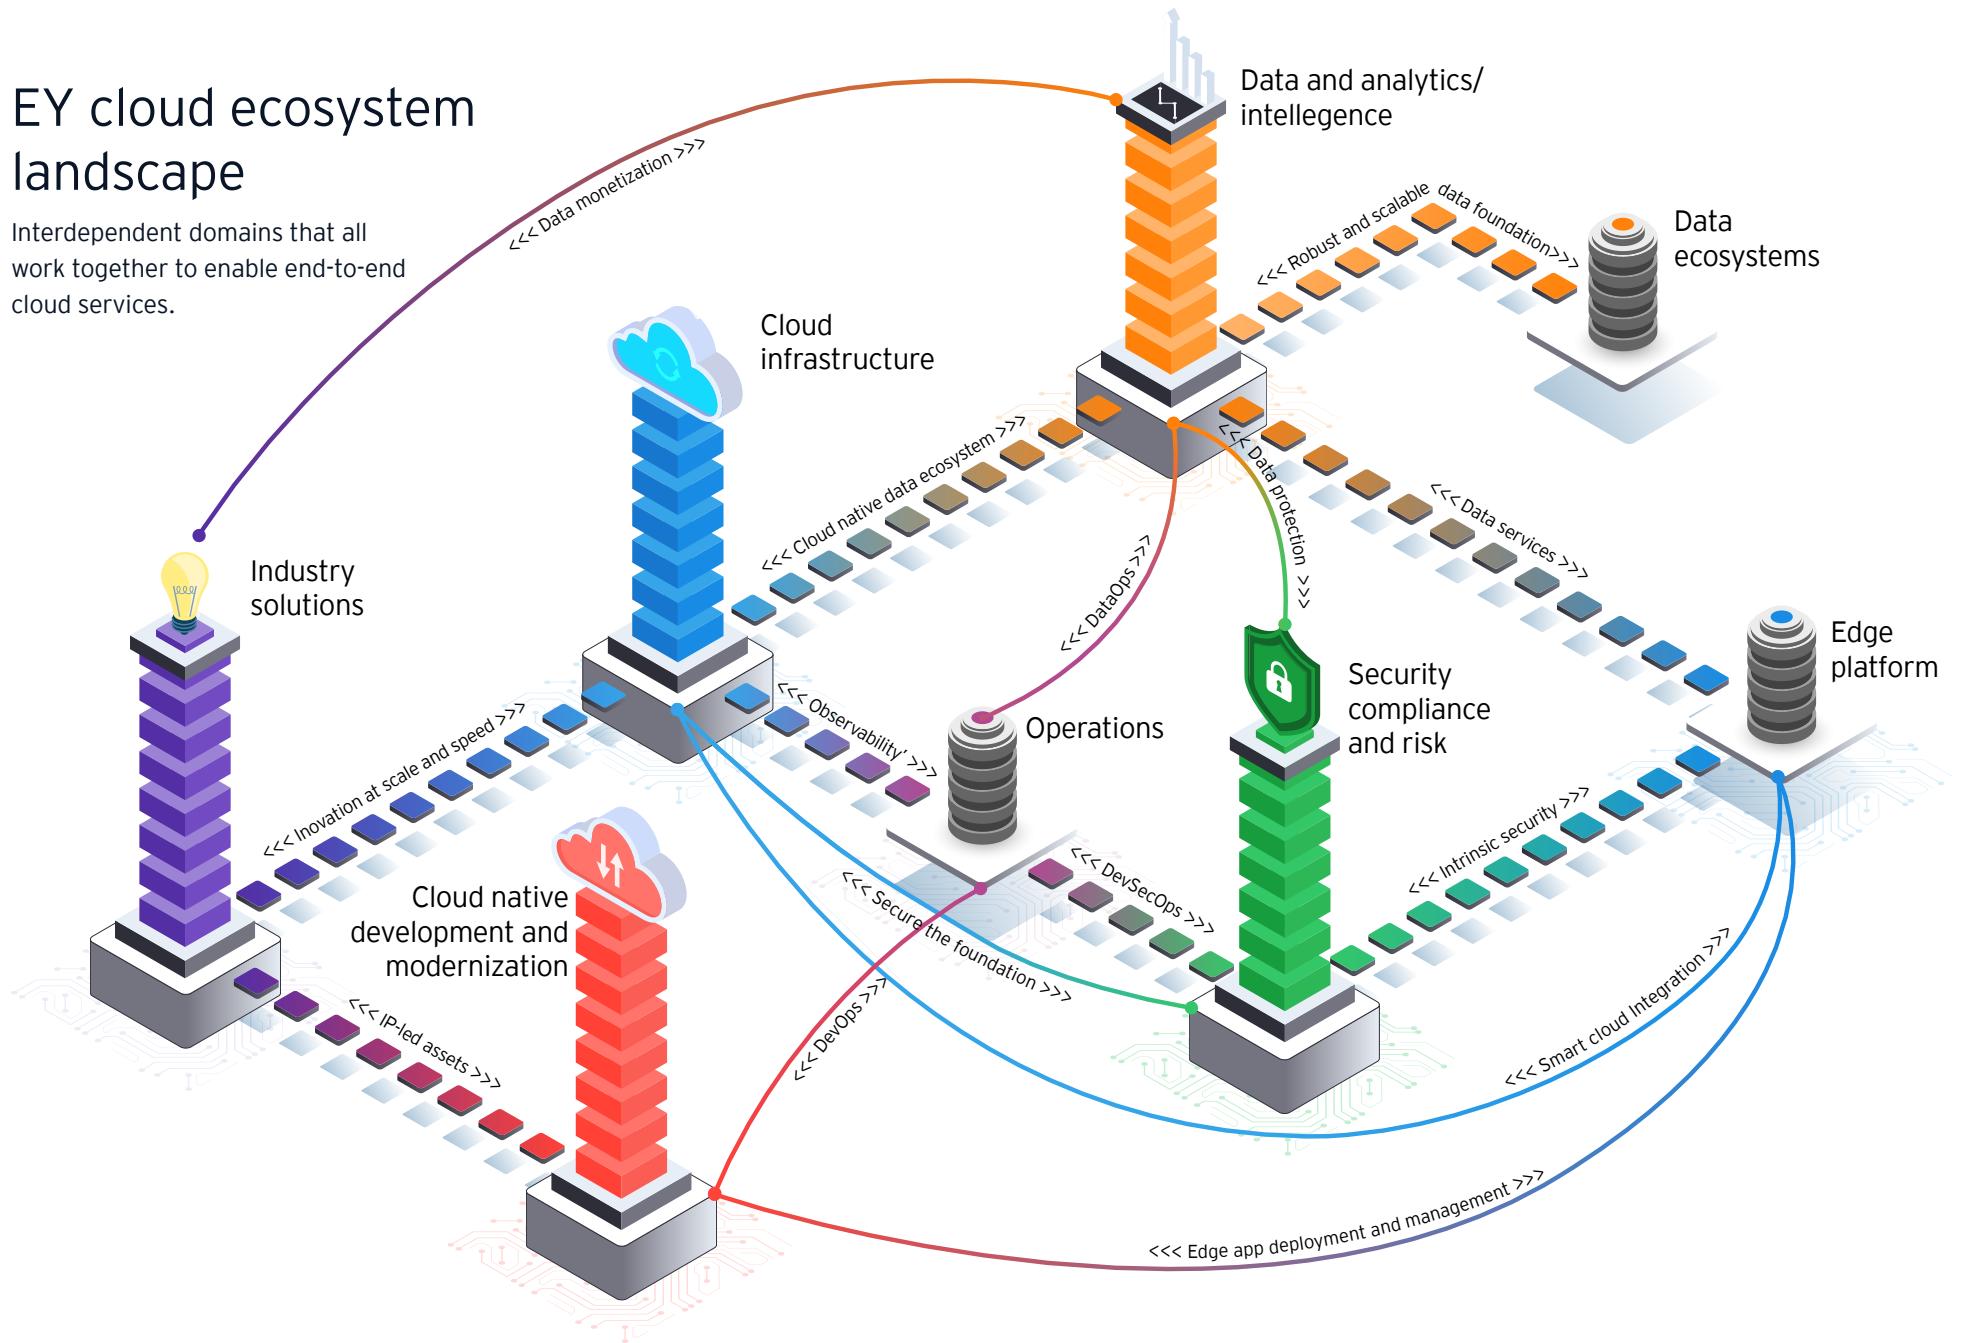 EY cloud ecosystem
landscape
Interdependent domains that all
work together to enable end-to-end
cloud services.
Data and analytics/
intellegence
<<< Data monetization >>>
<<< Robust and scalable data foundation>>>
Data
ecosystems
Cloud
infrastructure
<<< Cloud native data ecosystem >>>
<<< Data protection >>>
<<< Data services >>>
<<< DataOps >>>
Industry
solutions
Edge
platform
Security
compliance
and risk
Operations
<<< Observability' >>>
<<< Inovation at scale and speed >>>
<<< DevSecOps >>>
<<< Intrinsic security >>>
<<< Secure the foundation >>>
Cloud native
development and
modernization
<<< DevOps >>>
<<< IP-led assets >>>
<<< Smart cloud Integration >>>
<<< Edge app deployment and management >>>